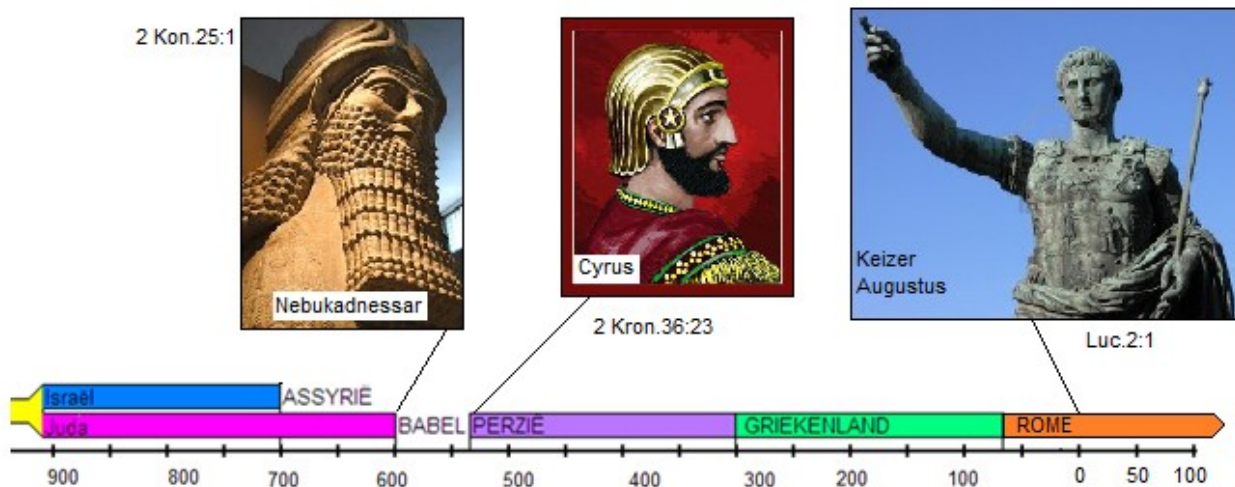 2 Kon.25:1
Nebukadnessar
Cyrus
2 Kron.36:23
Keizer
Augustus
Luc.2:1
Israël
ASSYRIË
Juda
BABEL
PERZIË
GRIEKENLAND
ROME
900 800 700 600 500 400 300 200 100 0 50 100